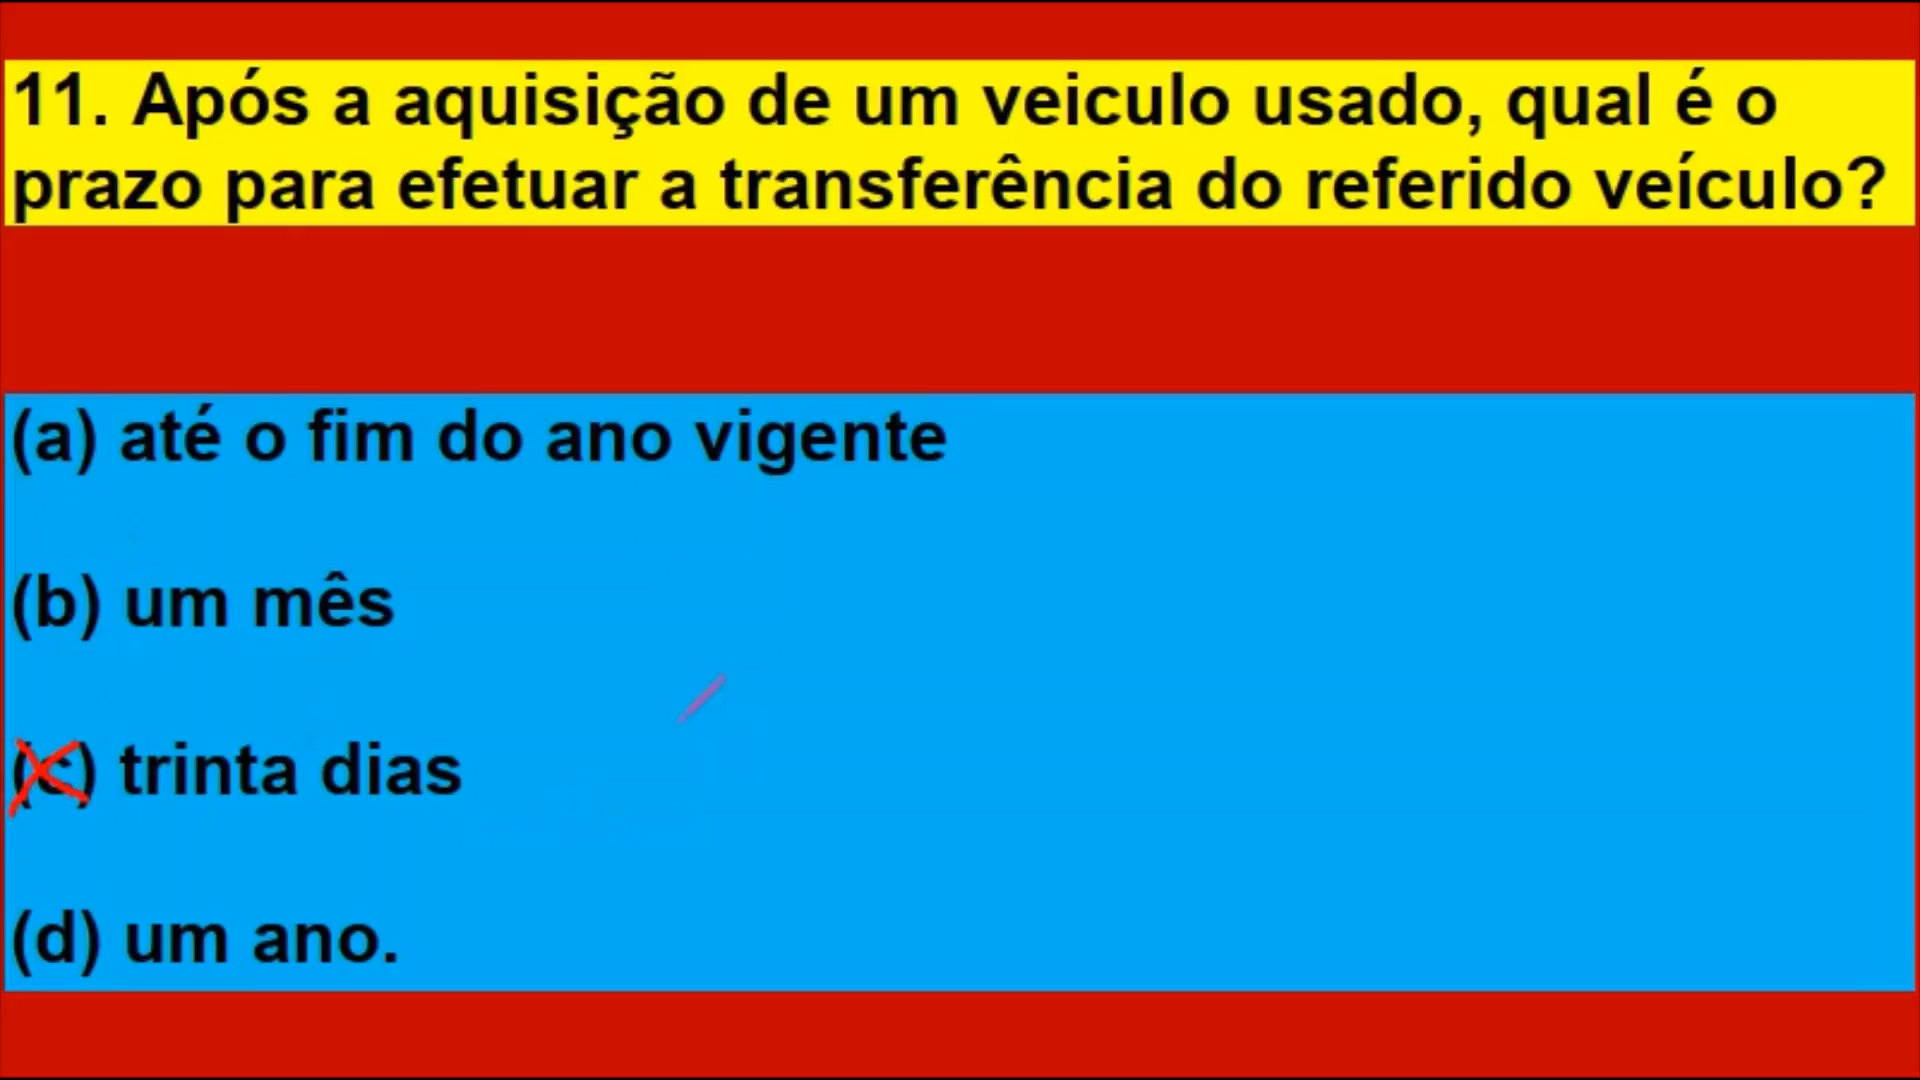 11. Após a aquisição de um veiculo usado, qual é o
prazo para efetuar a transferência do referido veículo?
(a) até o fim do ano vigente
(b) um mês
(c) trinta dias
(d) um ano.